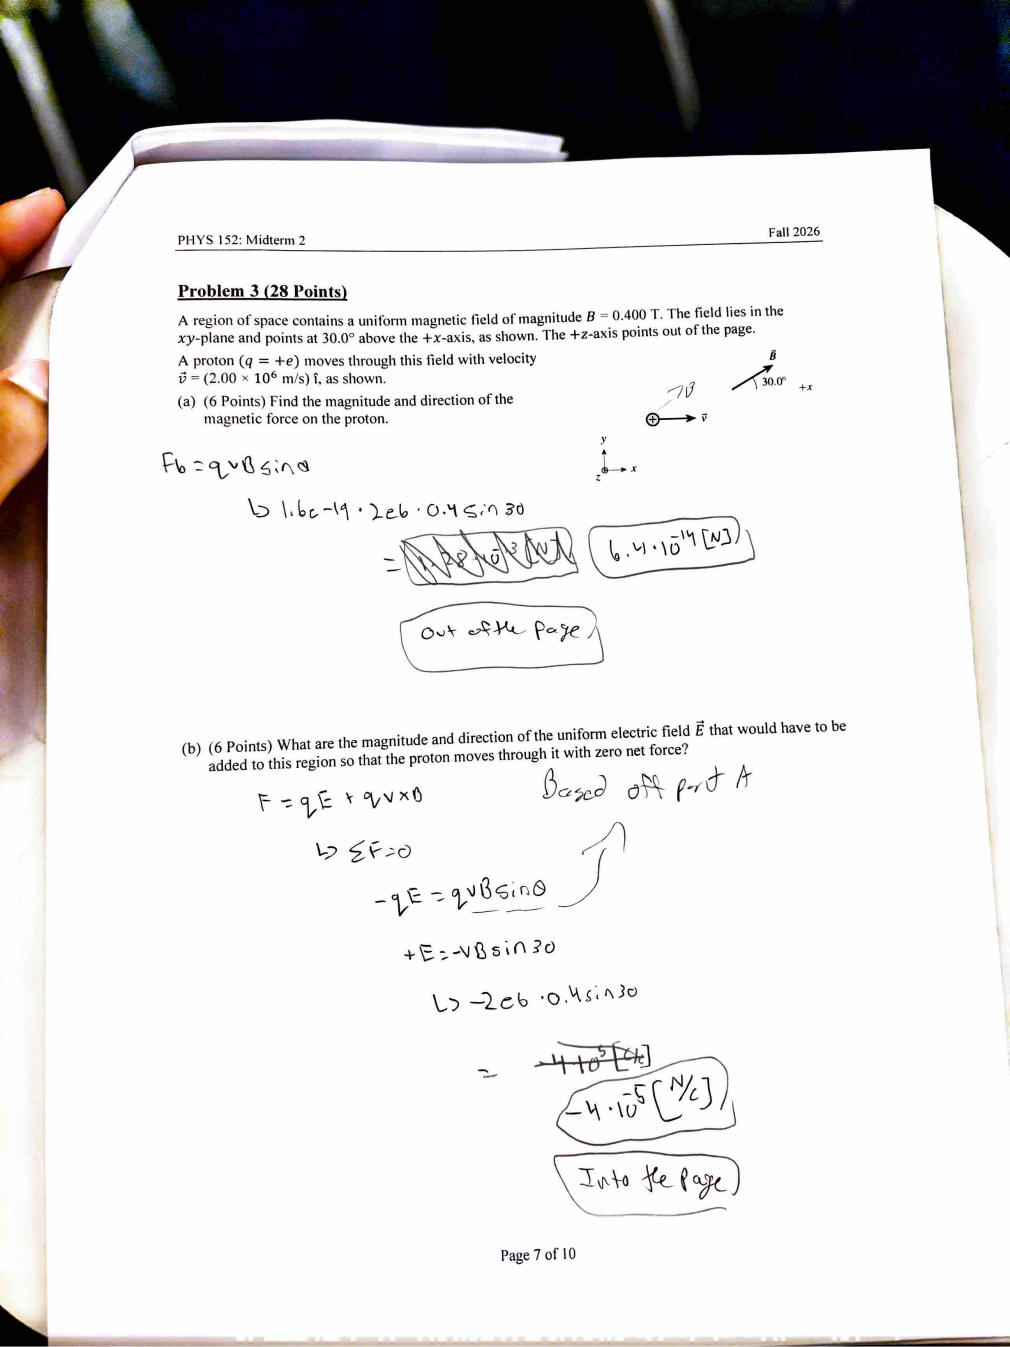 PHYS 152: Midterm 2
Fall 2026
Problem 3 (28 Points)
A region of space contains a uniform magnetic field of magnitude B = 0.400 T. The field lies in the
xy-plane and points at 30.0° above the +x-axis, as shown. The +z-axis points out of the page.
A proton (q = +e) moves through this field with velocity
v⃗ = (2.00 × 10⁶ m/s) î, as shown.
(a) (6 Points) Find the magnitude and direction of the
magnetic force on the proton.
B⃗
30.0°
+x
B
v⃗
y
x
z
Fb = qvB sinθ
↳ 1.6e-19 · 2e6 · 0.4 sin 30
=
6.4·10⁻¹⁴ [N]
Out of the page
(b) (6 Points) What are the magnitude and direction of the uniform electric field E⃗ that would have to be
added to this region so that the proton moves through it with zero net force?
F = qE + qv×B
Based off part A
↳ ΣF=0
-qE = qvBsinθ
+E=-vBsin30
↳ -2e6·0.4sin30
=
-4·10⁻⁵ [N/C]
Into the page
Page 7 of 10